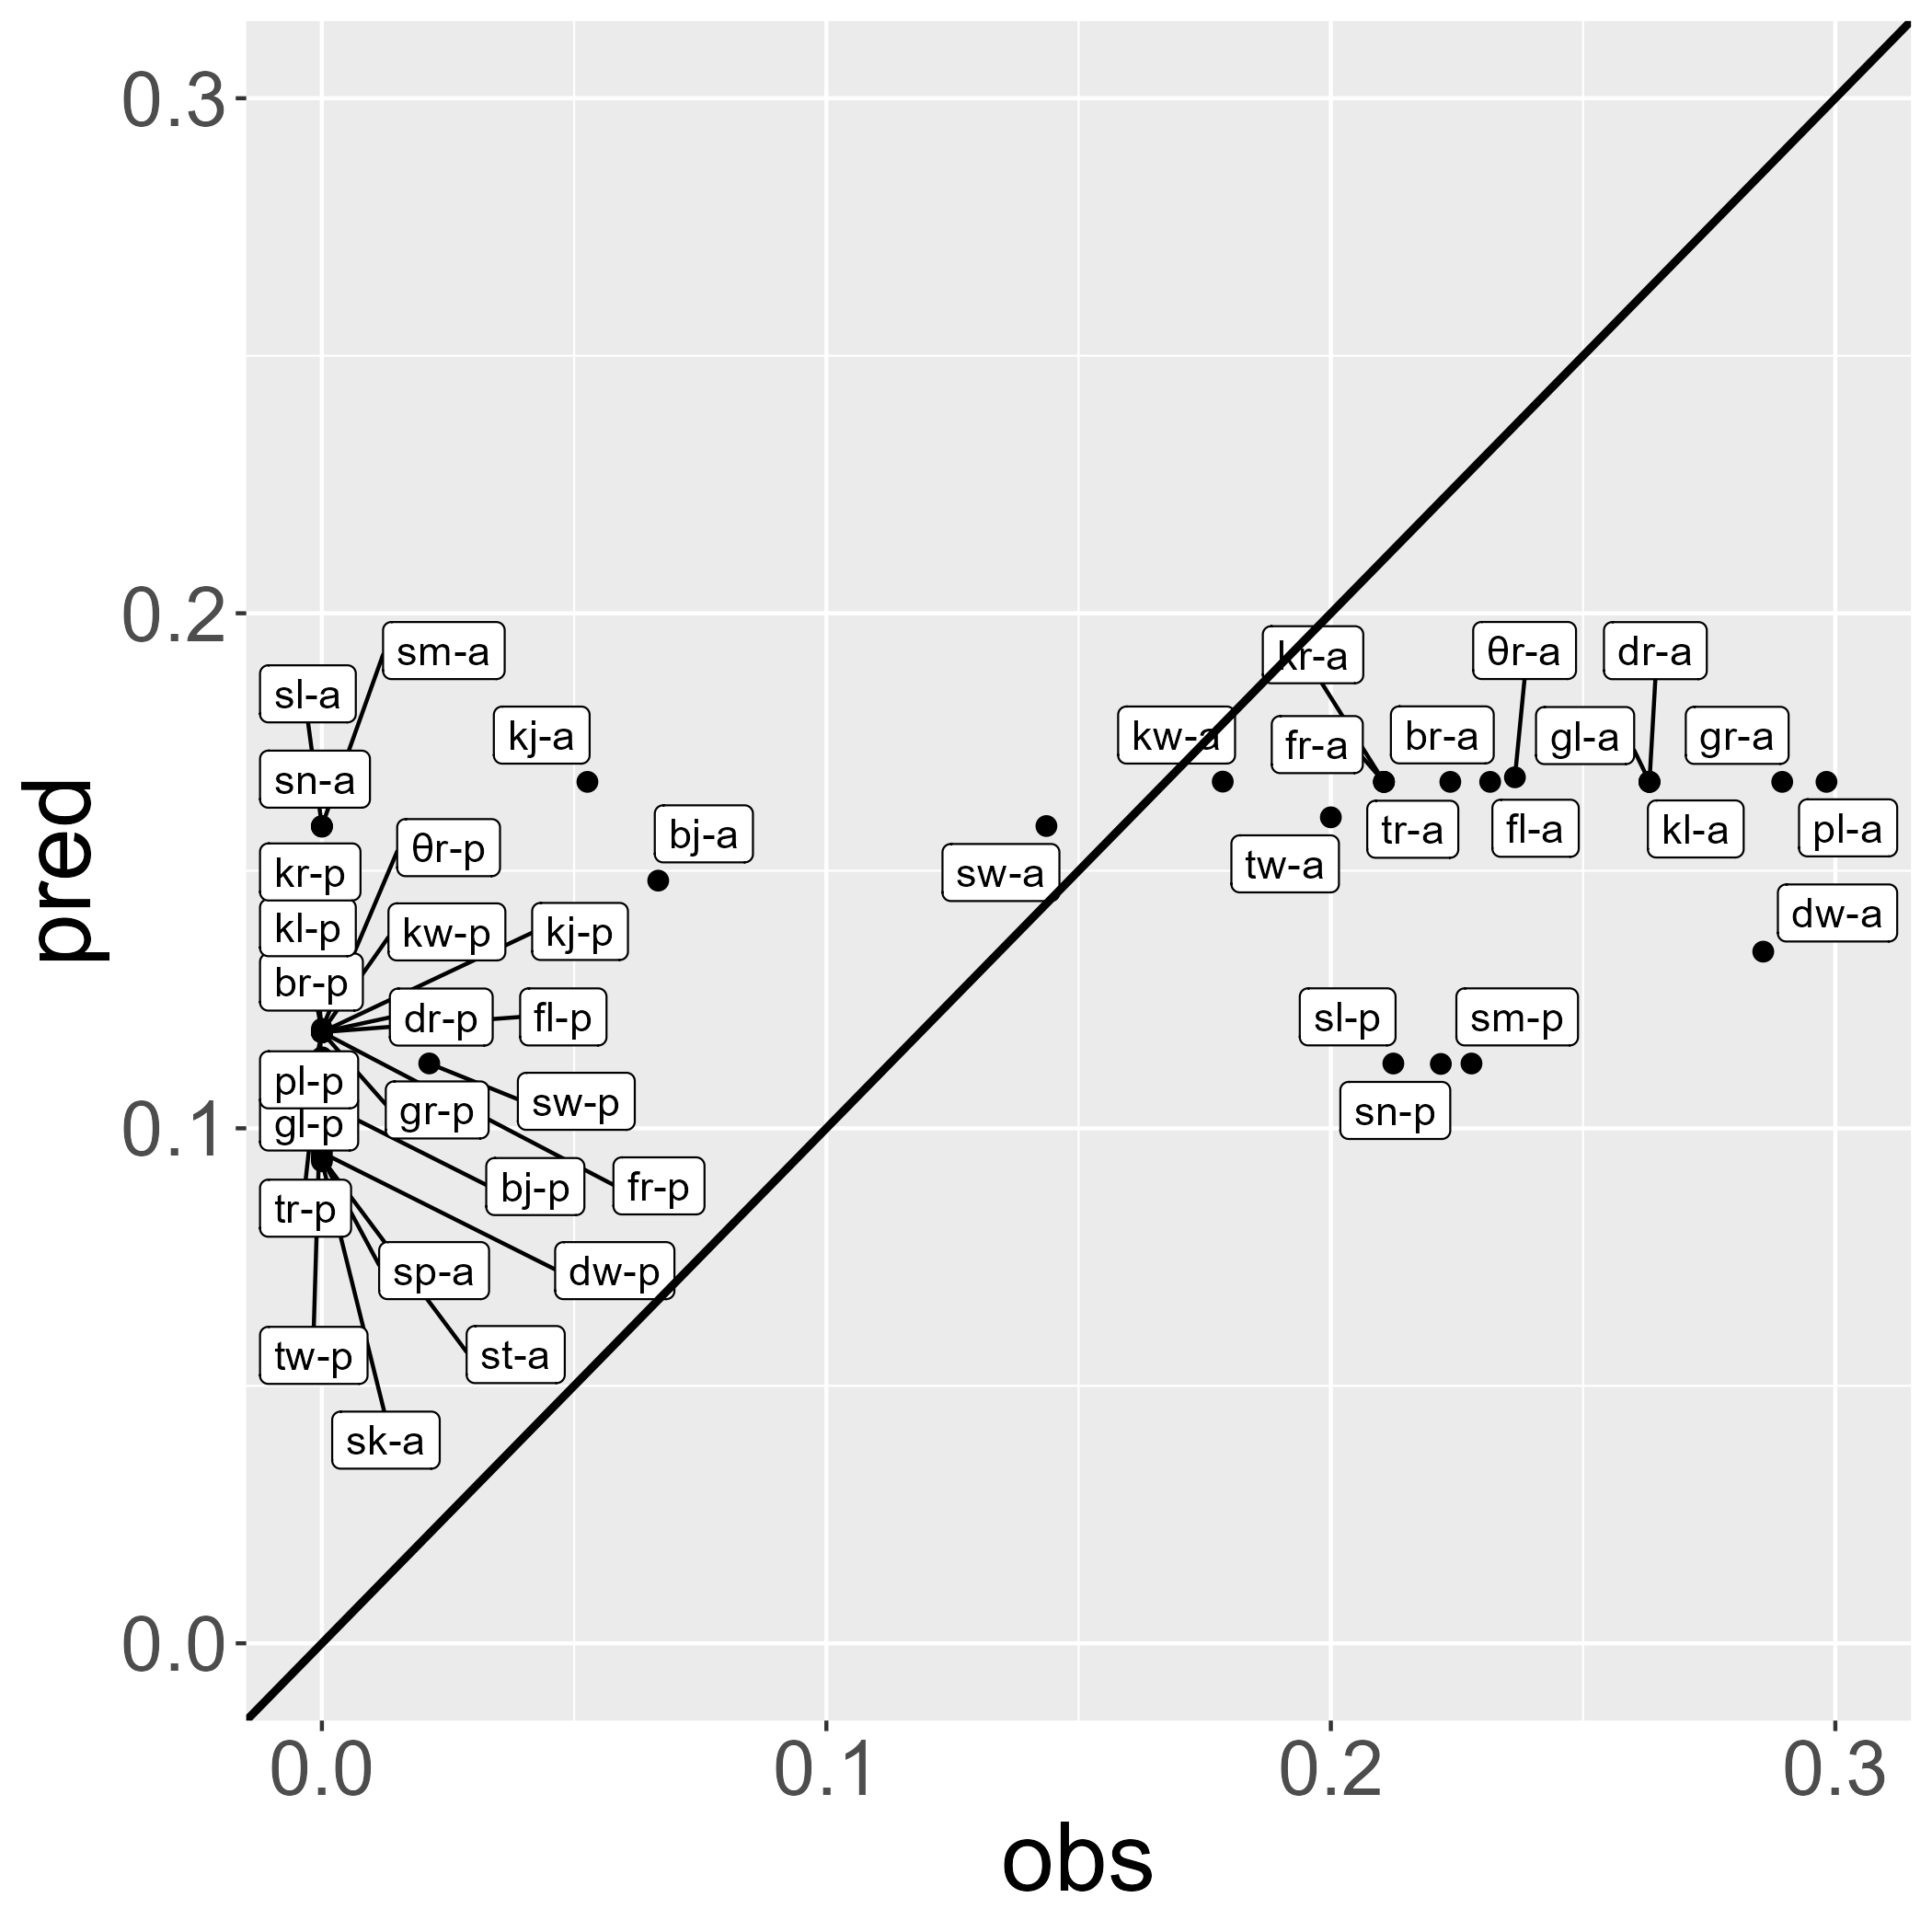 0.3
0.2
0.1
0.0
pred
sm-a
sl-a
kj-a
sn-a
bj-a
θr-p
kr-p
kl-p
kw-p
kj-p
br-p
dr-p
fl-p
pl-p
gr-p
sw-p
gl-p
bj-p
fr-p
tr-p
sp-a
dw-p
tw-p
st-a
sk-a
kr-a
θr-a
dr-a
kw-a
fr-a
br-a
gl-a
gr-a
sw-a
tw-a
tr-a
fl-a
kl-a
pl-a
dw-a
sl-p
sm-p
sn-p
0.0
0.1
0.2
0.3
obs